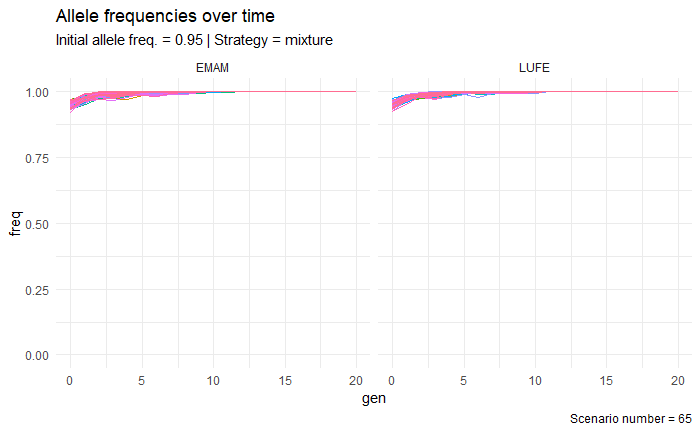 Allele frequencies over time
Initial allele freq. = 0.95 | Strategy = mixture
EMAM
LUFE
1.00
0.75
0.50
0.25
0.00
freq
0 5 10 15 20
0 5 10 15 20
gen
Scenario number = 65